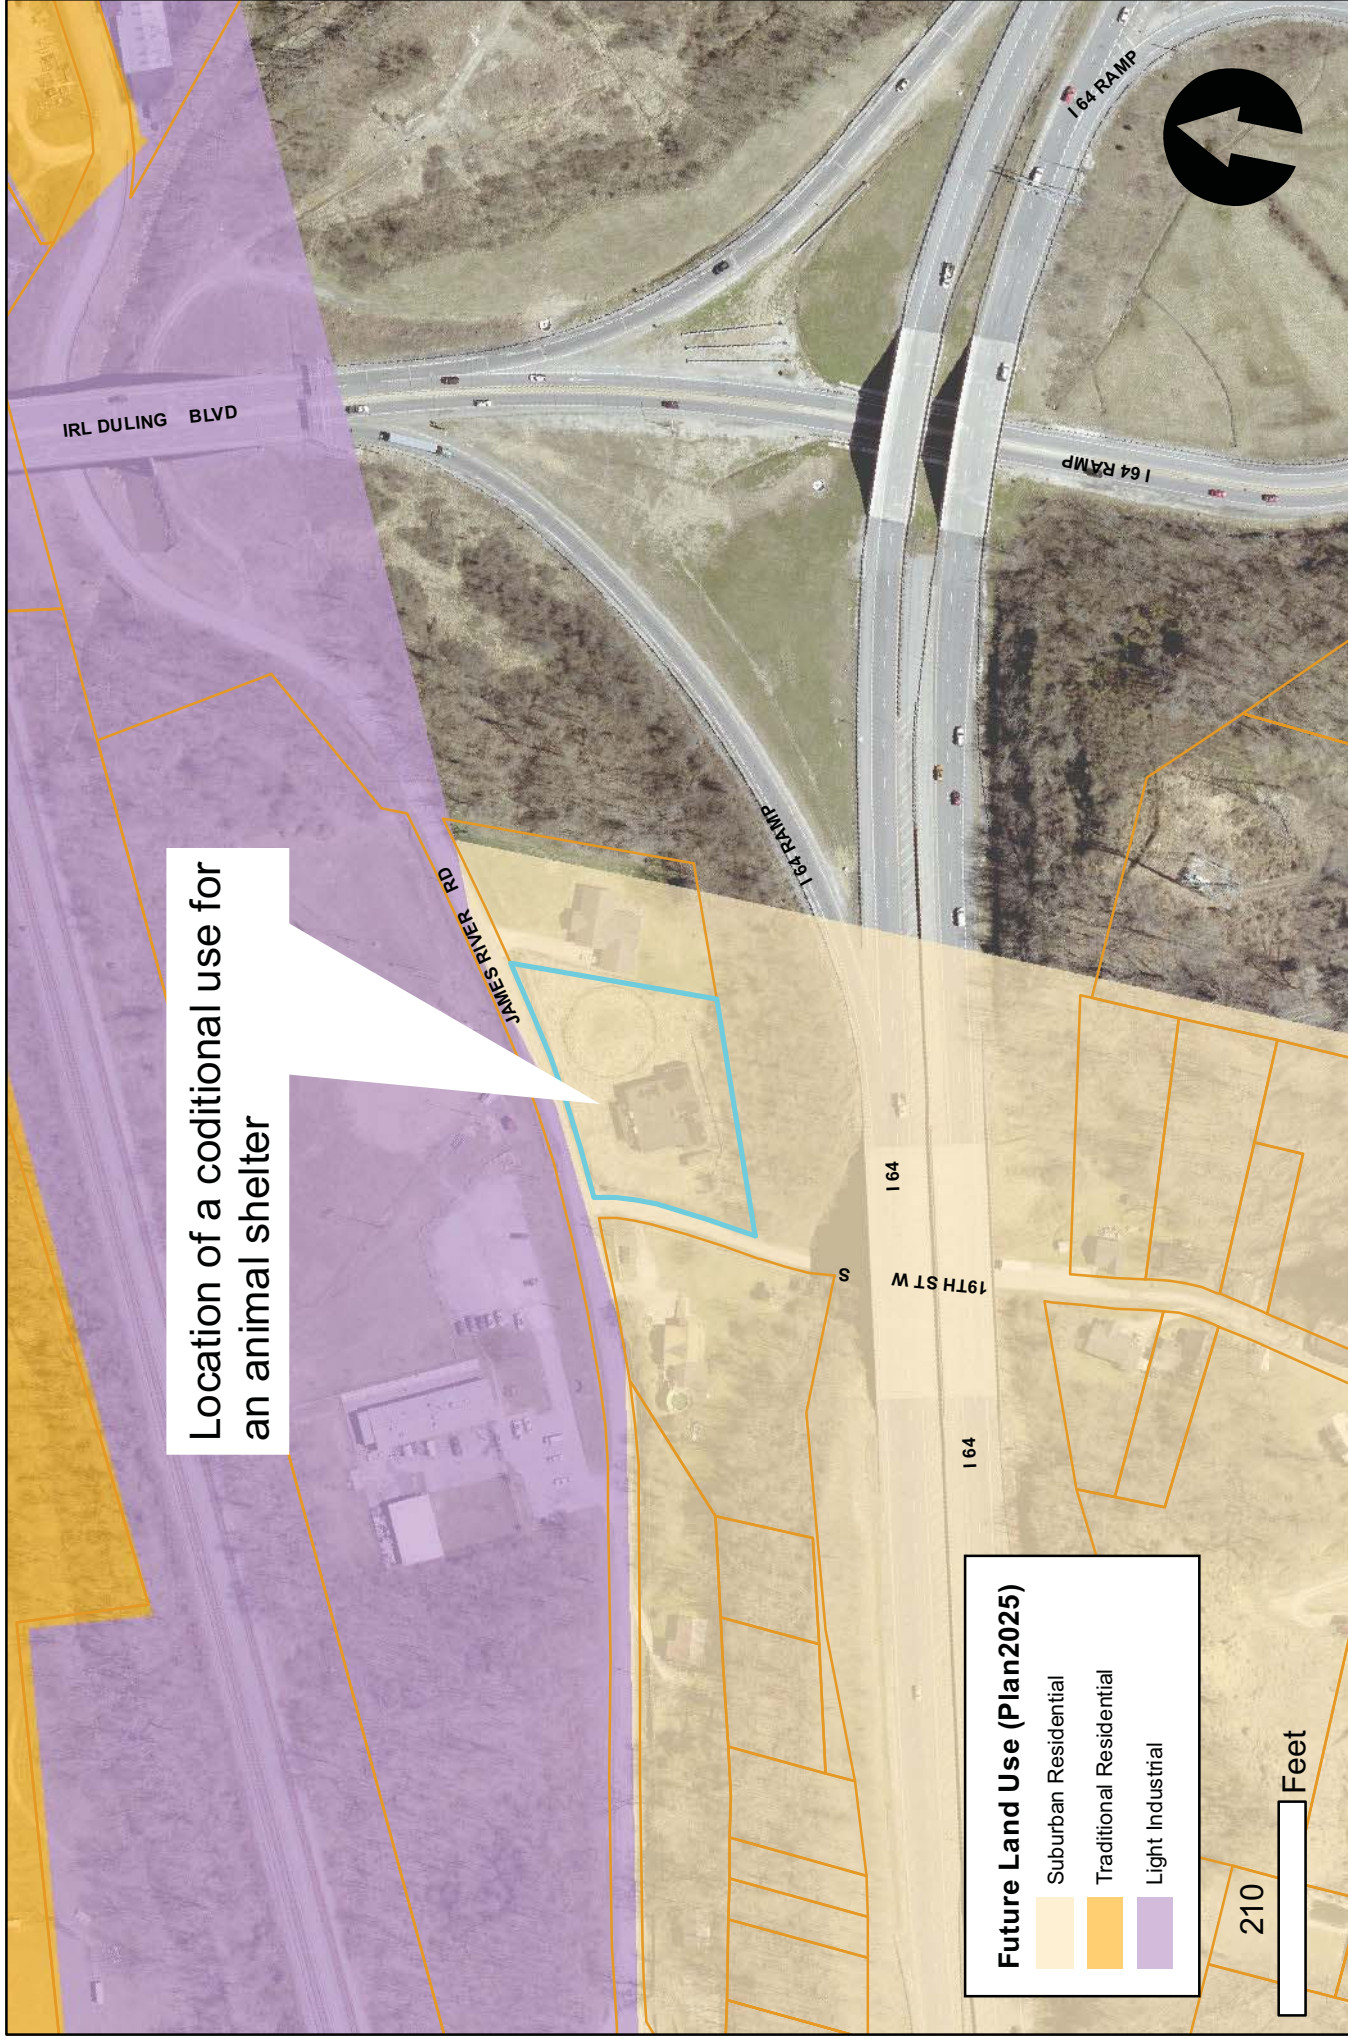 Location of a coditional use for
an animal shelter
IRL DULING BLVD
I 64 RAMP
JAMES RIVER RD
I 64 RAMP
I 64 RAMP
I 64
S
19TH ST W
I 64
Future Land Use (Plan2025)
Suburban Residential
Traditional Residential
Light Industrial
210
Feet